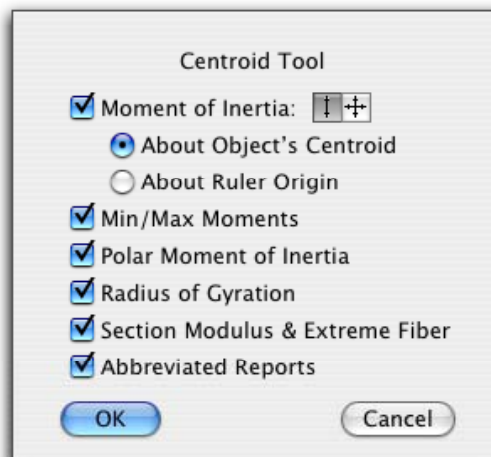 Centroid Tool
Moment of Inertia:
About Object's Centroid
About Ruler Origin
Min/Max Moments
Polar Moment of Inertia
Radius of Gyration
Section Modulus & Extreme Fiber
Abbreviated Reports
OK Cancel